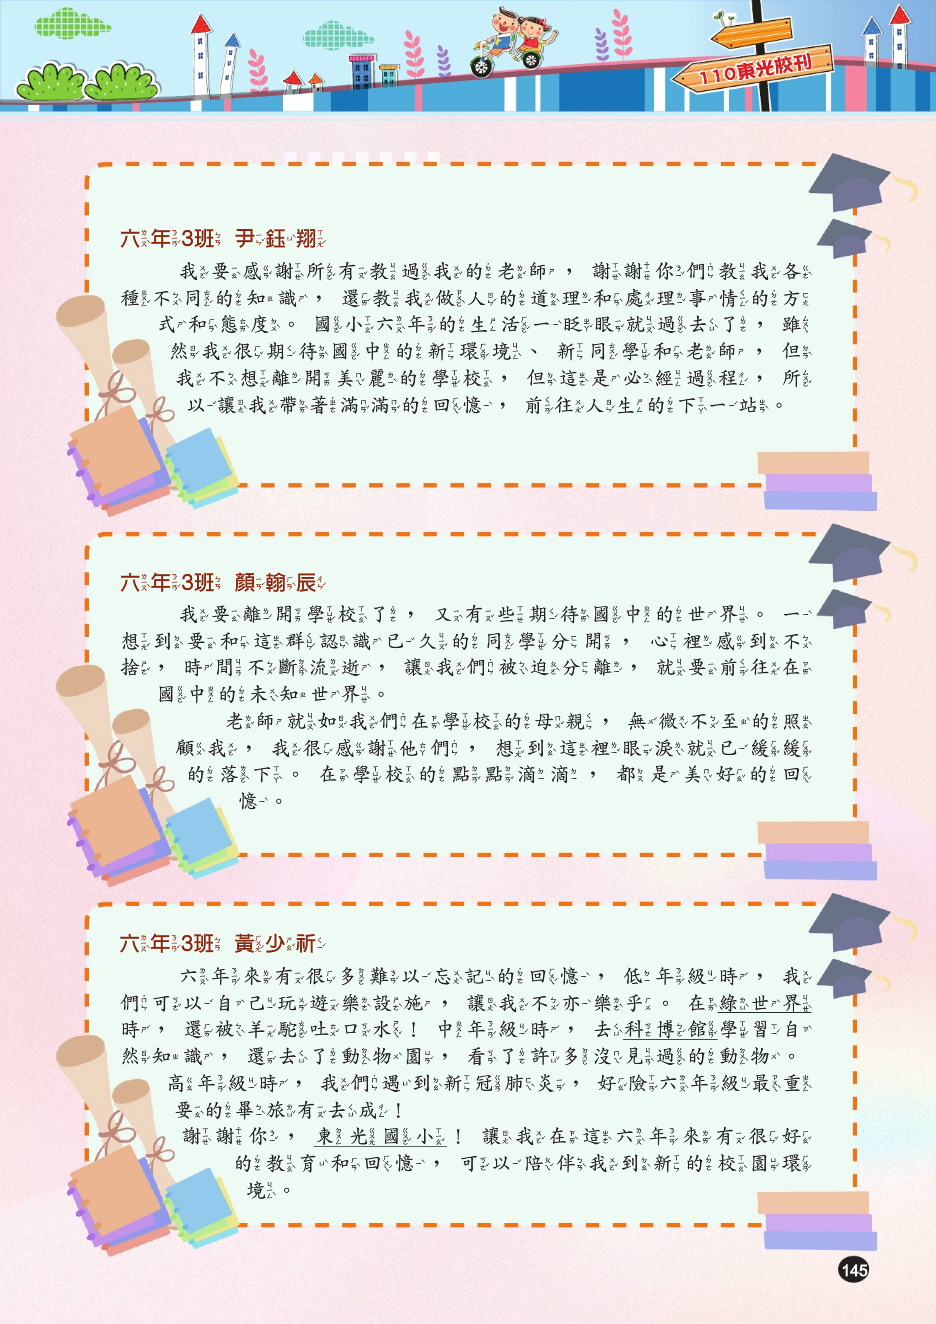 110東光校刊
六年3班 尹鈺翔
我要感謝所有教過我的老師，謝謝你們教我各
種不同的知識，還教我做人的道理和處理事情的方
式和態度。國小六年的生活一眨眼就過去了，雖
然我很期待國中的新環境、新同學和老師，但
我不想離開美麗的學校，但這是必經過程，所
以讓我帶著滿滿的回憶，前往人生的下一站。
六年3班 顏翰辰
我要離開學校了，又有些期待國中的世界。一
想到要和這群認識已久的同學分開，心裡感到不
捨，時間不斷流逝，讓我們被迫分離，就要前往在
國中的未知世界。
老師就如我們在學校的母親，無微不至的照
顧我，我很感謝他們，想到這裡眼淚就已緩緩
的落下。在學校的點點滴滴，都是美好的回
憶。
六年3班 黃少祈
六年來有很多難以忘記的回憶，低年級時，我
們可以自己玩遊樂設施，讓我不亦樂乎。在綠世界
時，還被羊駝吐口水！中年級時，去科博館學習自
然知識，還去了動物園，看了許多沒見過的動物。
高年級時，我們遇到新冠肺炎，好險六年級最重
要的畢旅有去成！
謝謝你，東光國小！讓我在這六年來有很好
的教育和回憶，可以陪伴我到新的校園環
境。
145